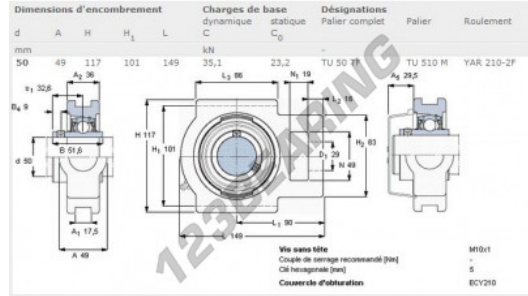 Dimensions d'encombrement Charges de base Désignations
dynamique statique Palier complet Palier Roulement
d A H H1 L C C0
mm kN -
50 49 117 101 149 35,1 23,2 TU 50 TF TU 510 M YAR 210-2F
A2 36
s1 32,6
B4 9
B 51,6
d 50
A1 17,5
A 49
L3 86
N1 19
L2 16
H 117
H1 101
D1 29
N 49
H2 83
L1 90
L 149
A5 29,5
123BEARING
Vis sans tête M10x1
Couple de serrage recommandé [Nm] -
Clé hexagonale [mm] 5
Couvercle d'obturation ECY210